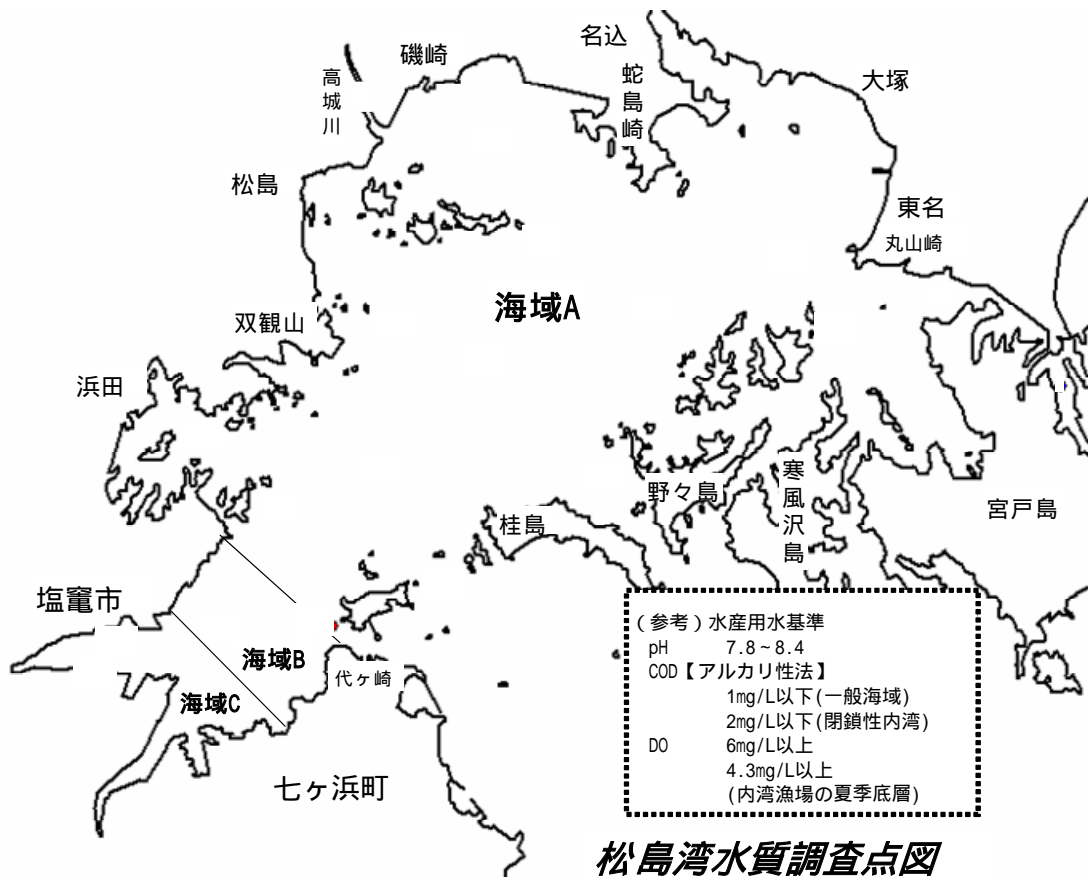 名込
磯崎
高城川
蛇島崎
大塚
松島
東名
丸山崎
海域A
双観山
浜田
野々島
寒風沢島
宮戸島
桂島
塩竈市
海域B
代ヶ崎
海域C
七ヶ浜町
(参考)水産用水基準
pH 7.8~8.4
COD【アルカリ性法】
1mg/L以下(一般海域)
2mg/L以下(閉鎖性内湾)
DO 6mg/L以上
4.3mg/L以上
(内湾漁場の夏季底層)
松島湾水質調査点図